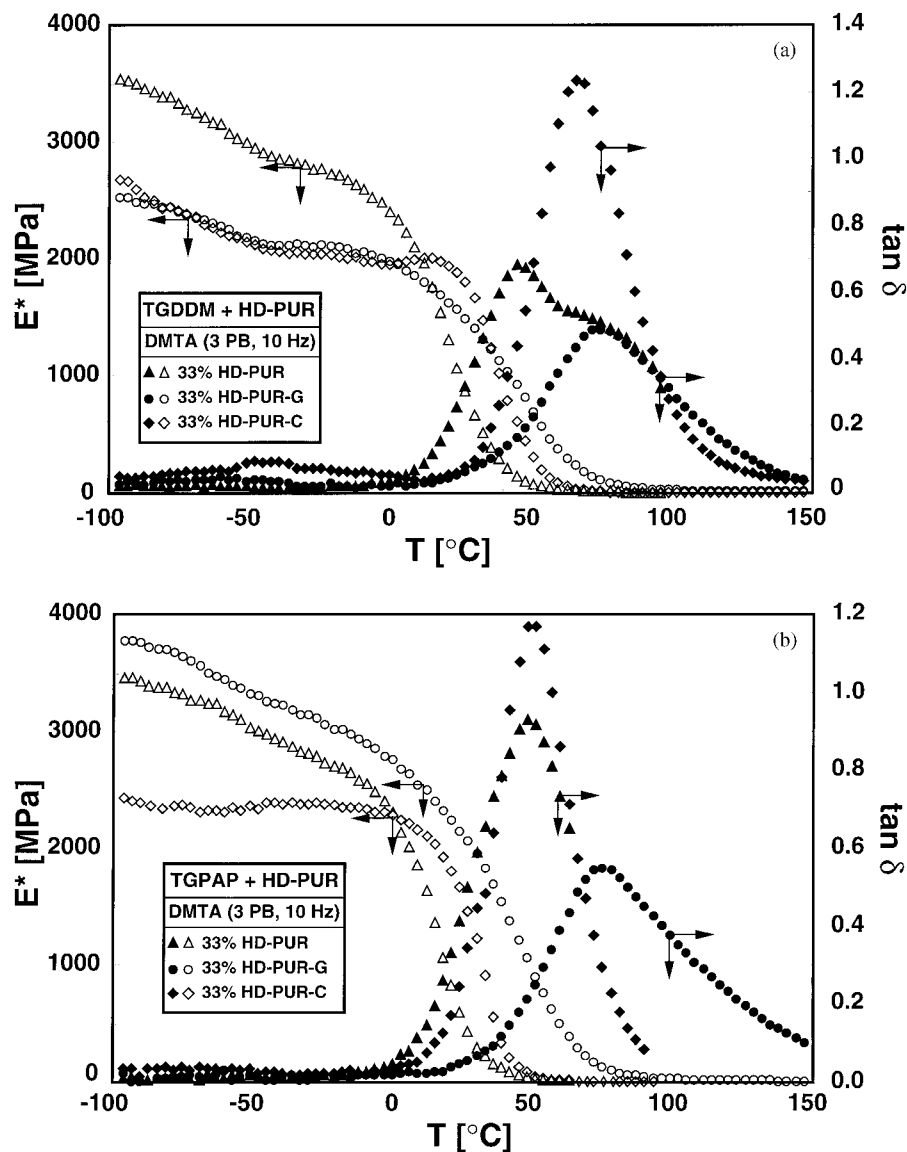 4000
3000
2000
1000
0
E* [MPa]
(a)
1.4
1.2
1.0
0.8
0.6
0.4
0.2
0
tan δ
TGDDM + HD-PUR
DMTA (3 PB, 10 Hz)
▲ △ 33% HD-PUR
● ○ 33% HD-PUR-G
◆ ◇ 33% HD-PUR-C
-100 -50 0 50 100 150
T [°C]
4000
3000
2000
1000
0
E* [MPa]
(b)
1.2
1.0
0.8
0.6
0.4
0.2
0.0
tan δ
TGPAP + HD-PUR
DMTA (3 PB, 10 Hz)
▲ △ 33% HD-PUR
● ○ 33% HD-PUR-G
◆ ◇ 33% HD-PUR-C
-100 -50 0 50 100 150
T [°C]